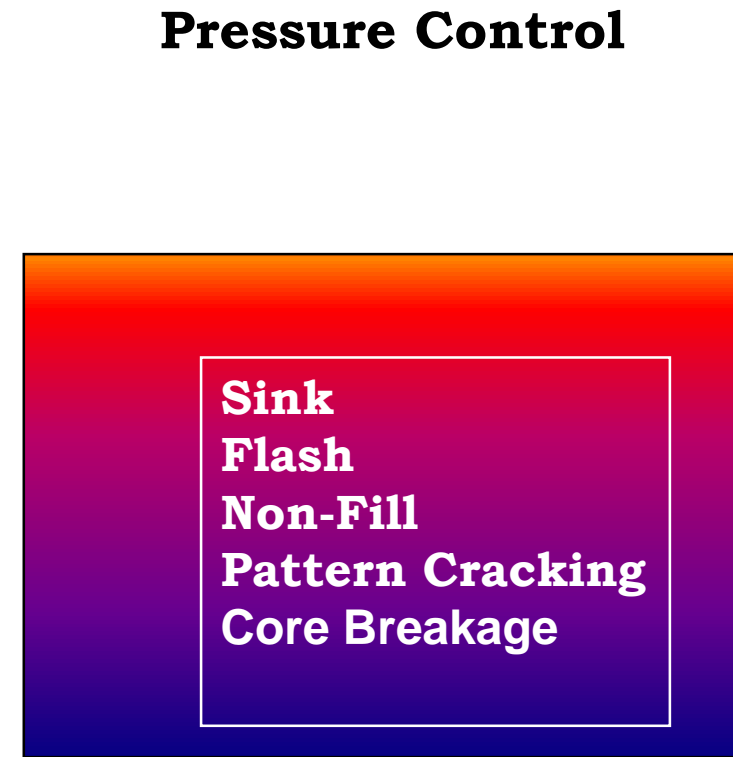 Pressure Control
Sink
Flash
Non-Fill
Pattern Cracking
Core Breakage